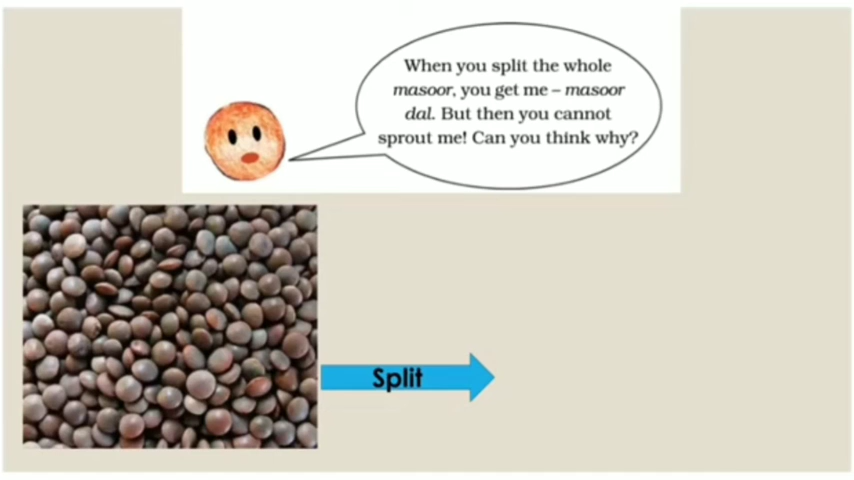 When you split the whole
masoor, you get me – masoor
dal. But then you cannot
sprout me! Can you think why?
Split